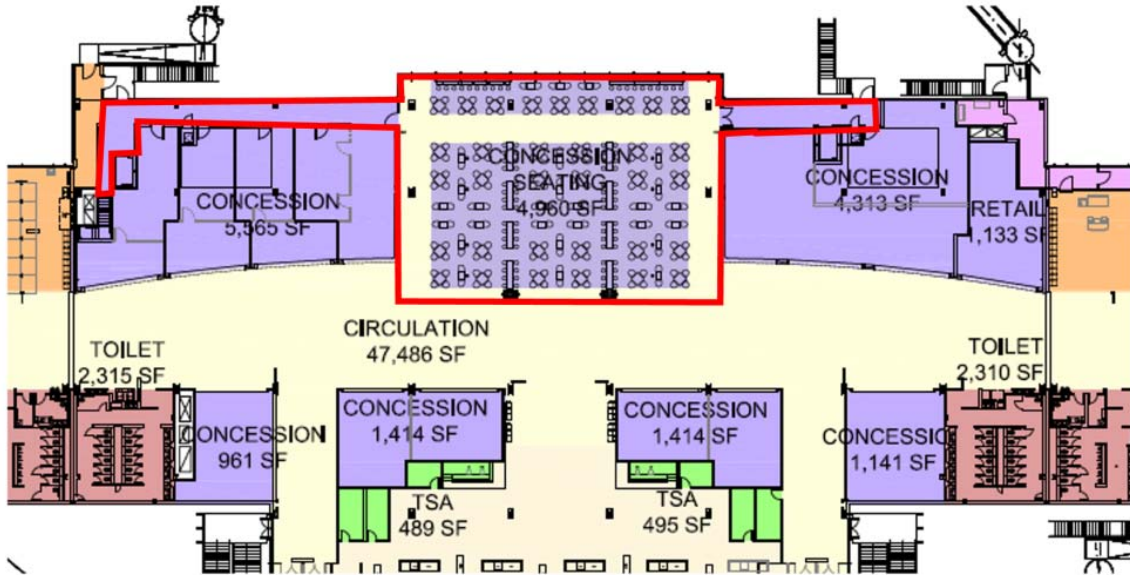 CONCESSION
SEATING
4,960 SF
CONCESSION
5,565 SF
CONCESSION
4,313 SF
RETAIL
1,133 SF
CIRCULATION
47,486 SF
TOILET
2,315 SF
TOILET
2,310 SF
CONCESSION
961 SF
CONCESSION
1,414 SF
CONCESSION
1,414 SF
CONCESSIO
1,141 SF
TSA
489 SF
TSA
495 SF